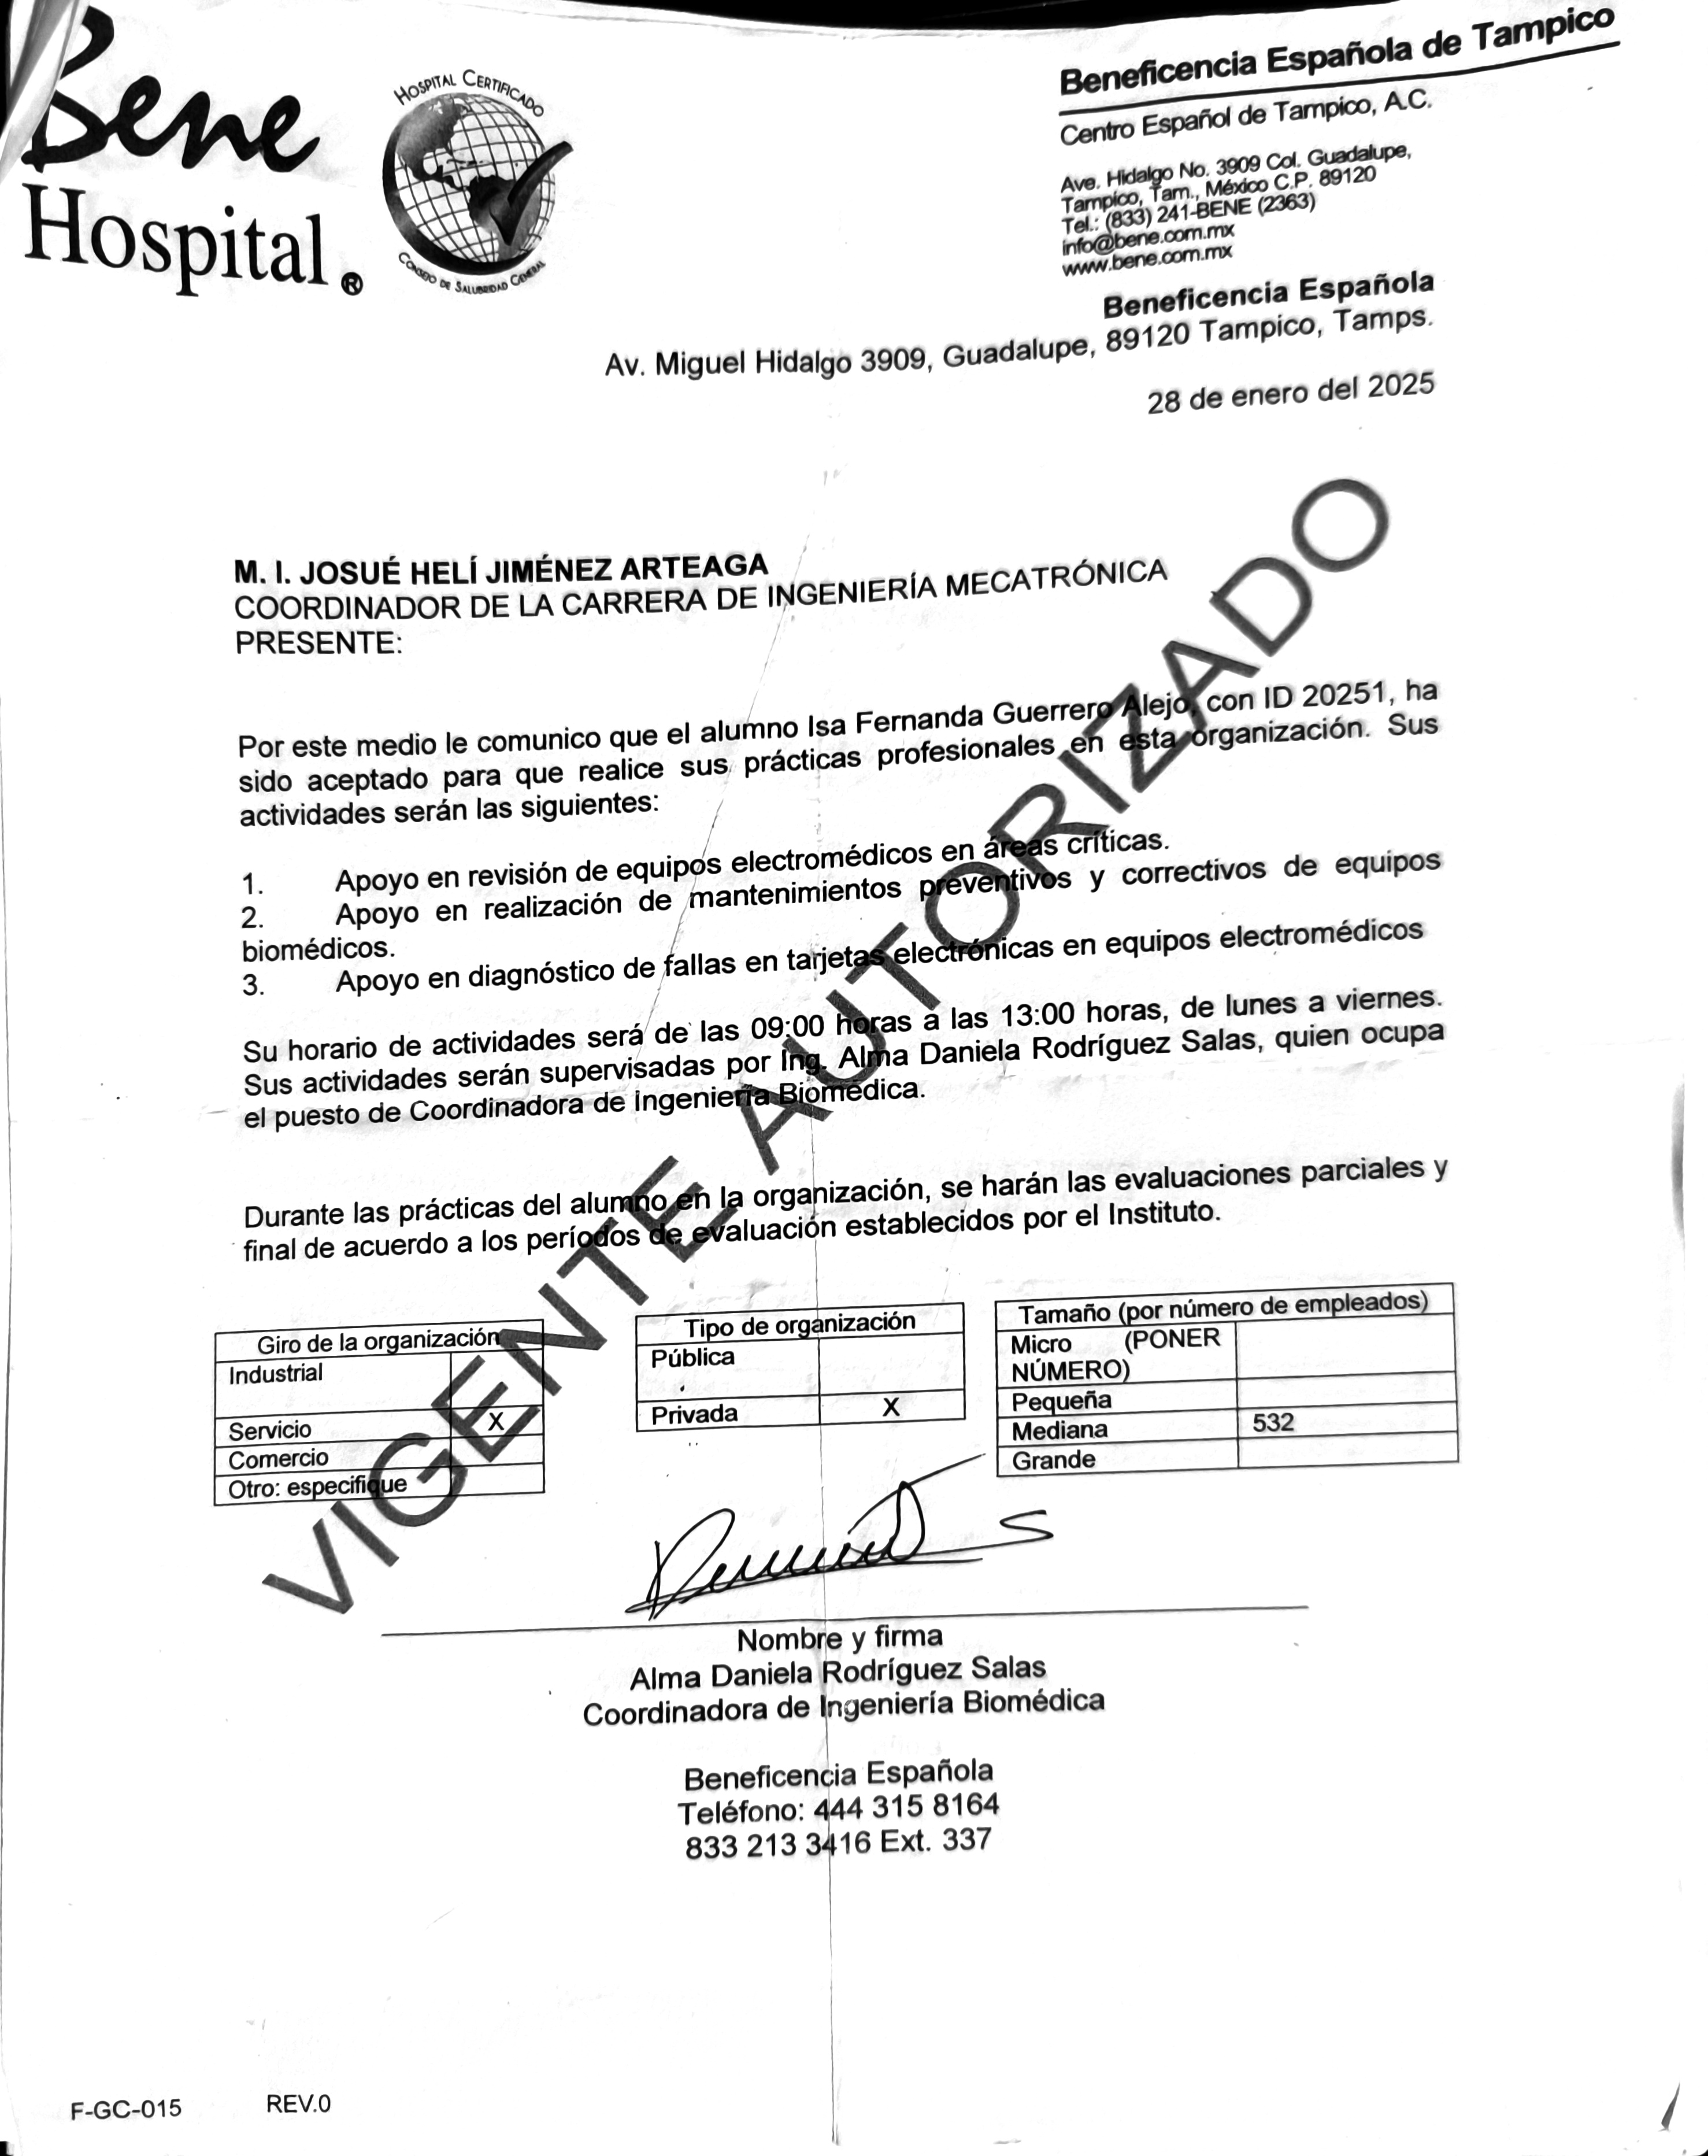 Bene
Hospital®
HOSPITAL CERTIFICADO
CONSEJO DE SALUBRIDAD GENERAL
Beneficencia Española de Tampico
Centro Español de Tampico, A.C.
Ave. Hidalgo No. 3909 Col. Guadalupe,
Tampico, Tam., México C.P. 89120
Tel.: (833) 241-BENE (2363)
info@bene.com.mx
www.bene.com.mx
Beneficencia Española
Av. Miguel Hidalgo 3909, Guadalupe, 89120 Tampico, Tamps.
28 de enero del 2025
M. I. JOSUÉ HELÍ JIMÉNEZ ARTEAGA
COORDINADOR DE LA CARRERA DE INGENIERÍA MECATRÓNICA
PRESENTE:
Por este medio le comunico que el alumno Isa Fernanda Guerrero Alejo, con ID 20251, ha
sido aceptado para que realice sus prácticas profesionales en esta organización. Sus
actividades serán las siguientes:
1. Apoyo en revisión de equipos electromédicos en áreas críticas.
2. Apoyo en realización de mantenimientos preventivos y correctivos de equipos
biomédicos.
3. Apoyo en diagnóstico de fallas en tarjetas electrónicas en equipos electromédicos
Su horario de actividades será de las 09:00 horas a las 13:00 horas, de lunes a viernes.
Sus actividades serán supervisadas por Ing. Alma Daniela Rodríguez Salas, quien ocupa
el puesto de Coordinadora de Ingeniería Biomédica.
Durante las prácticas del alumno en la organización, se harán las evaluaciones parciales y
final de acuerdo a los períodos de evaluación establecidos por el Instituto.
VIGENTE AUTORIZADO
Giro de la organización
Industrial
Servicio X
Comercio
Otro: especifique
Tipo de organización
Pública
Privada X
Tamaño (por número de empleados)
Micro (PONER
NÚMERO)
Pequeña
Mediana 532
Grande
Nombre y firma
Alma Daniela Rodríguez Salas
Coordinadora de Ingeniería Biomédica
Beneficencia Española
Teléfono: 444 315 8164
833 213 3416 Ext. 337
F-GC-015 REV.0